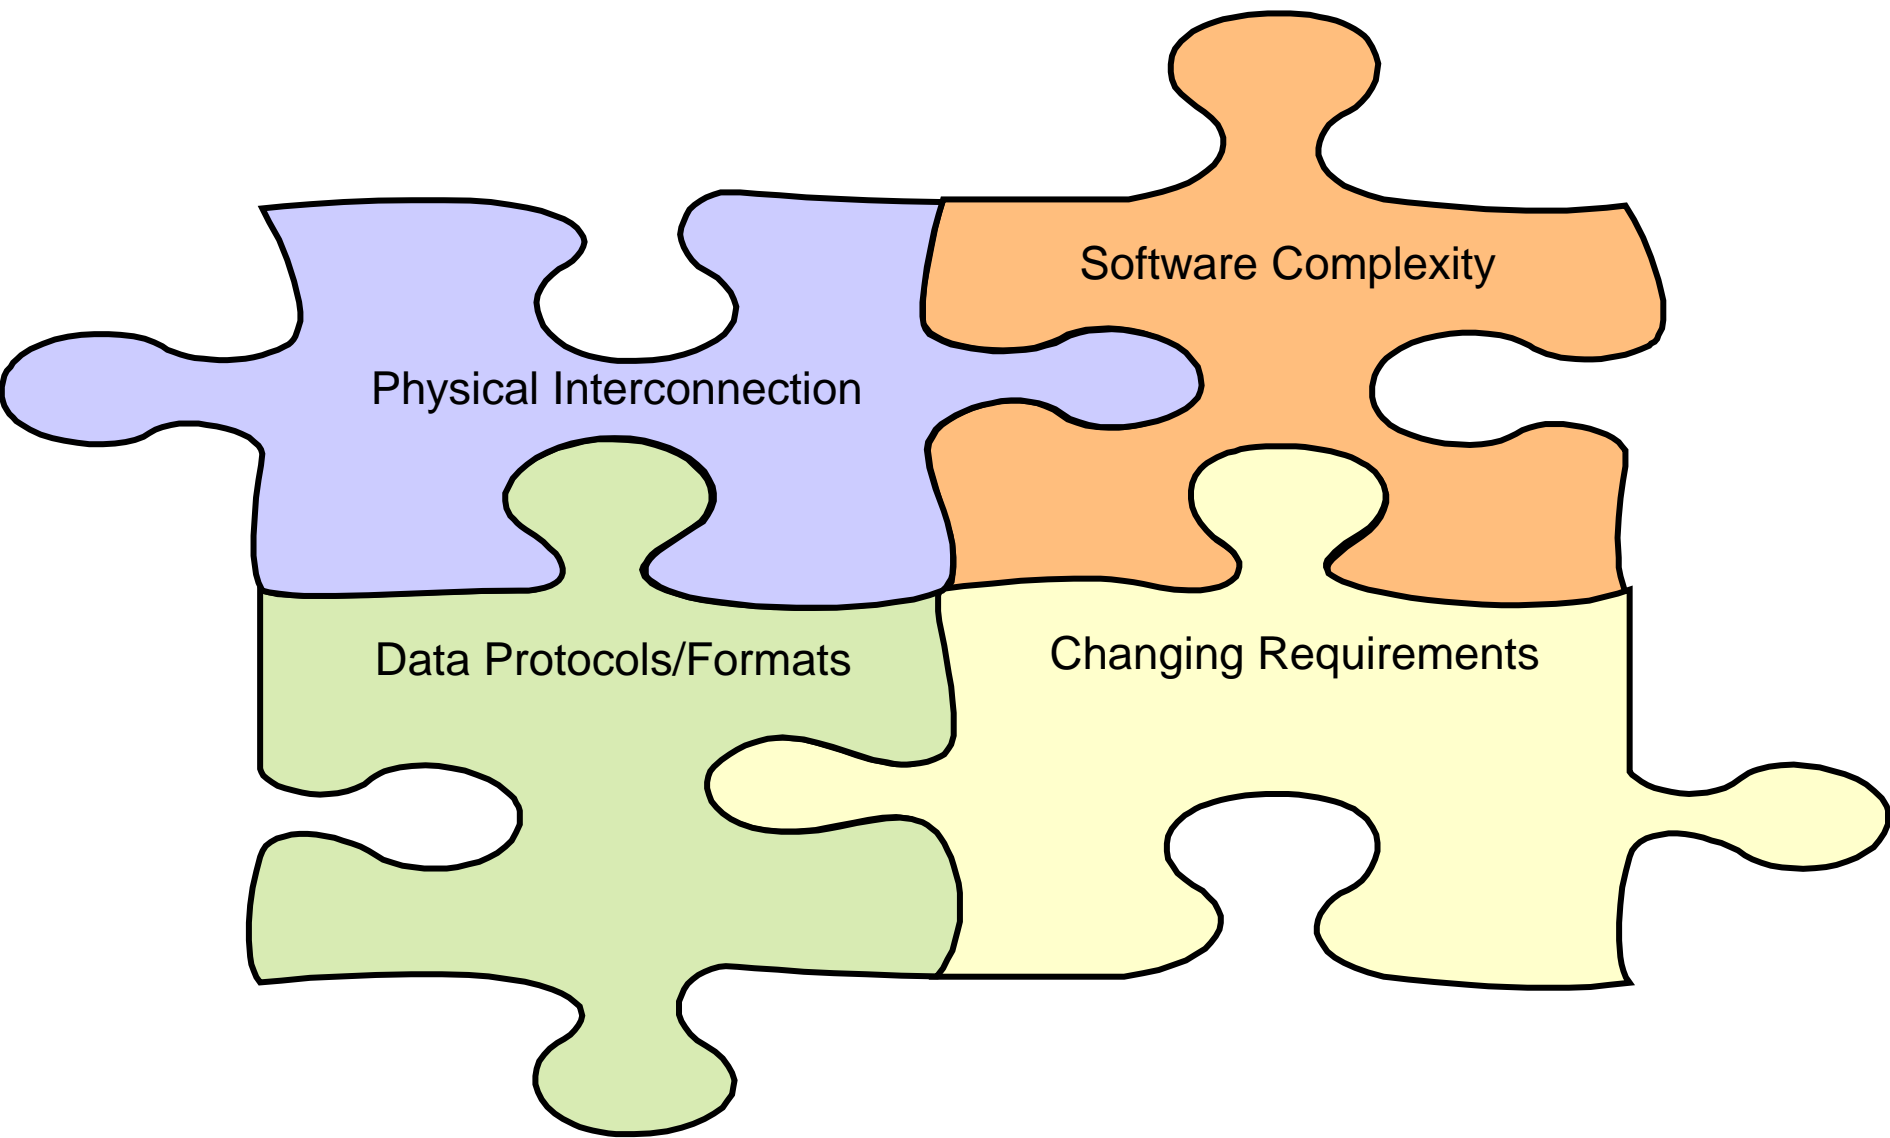 Software Complexity
Physical Interconnection
Data Protocols/Formats
Changing Requirements